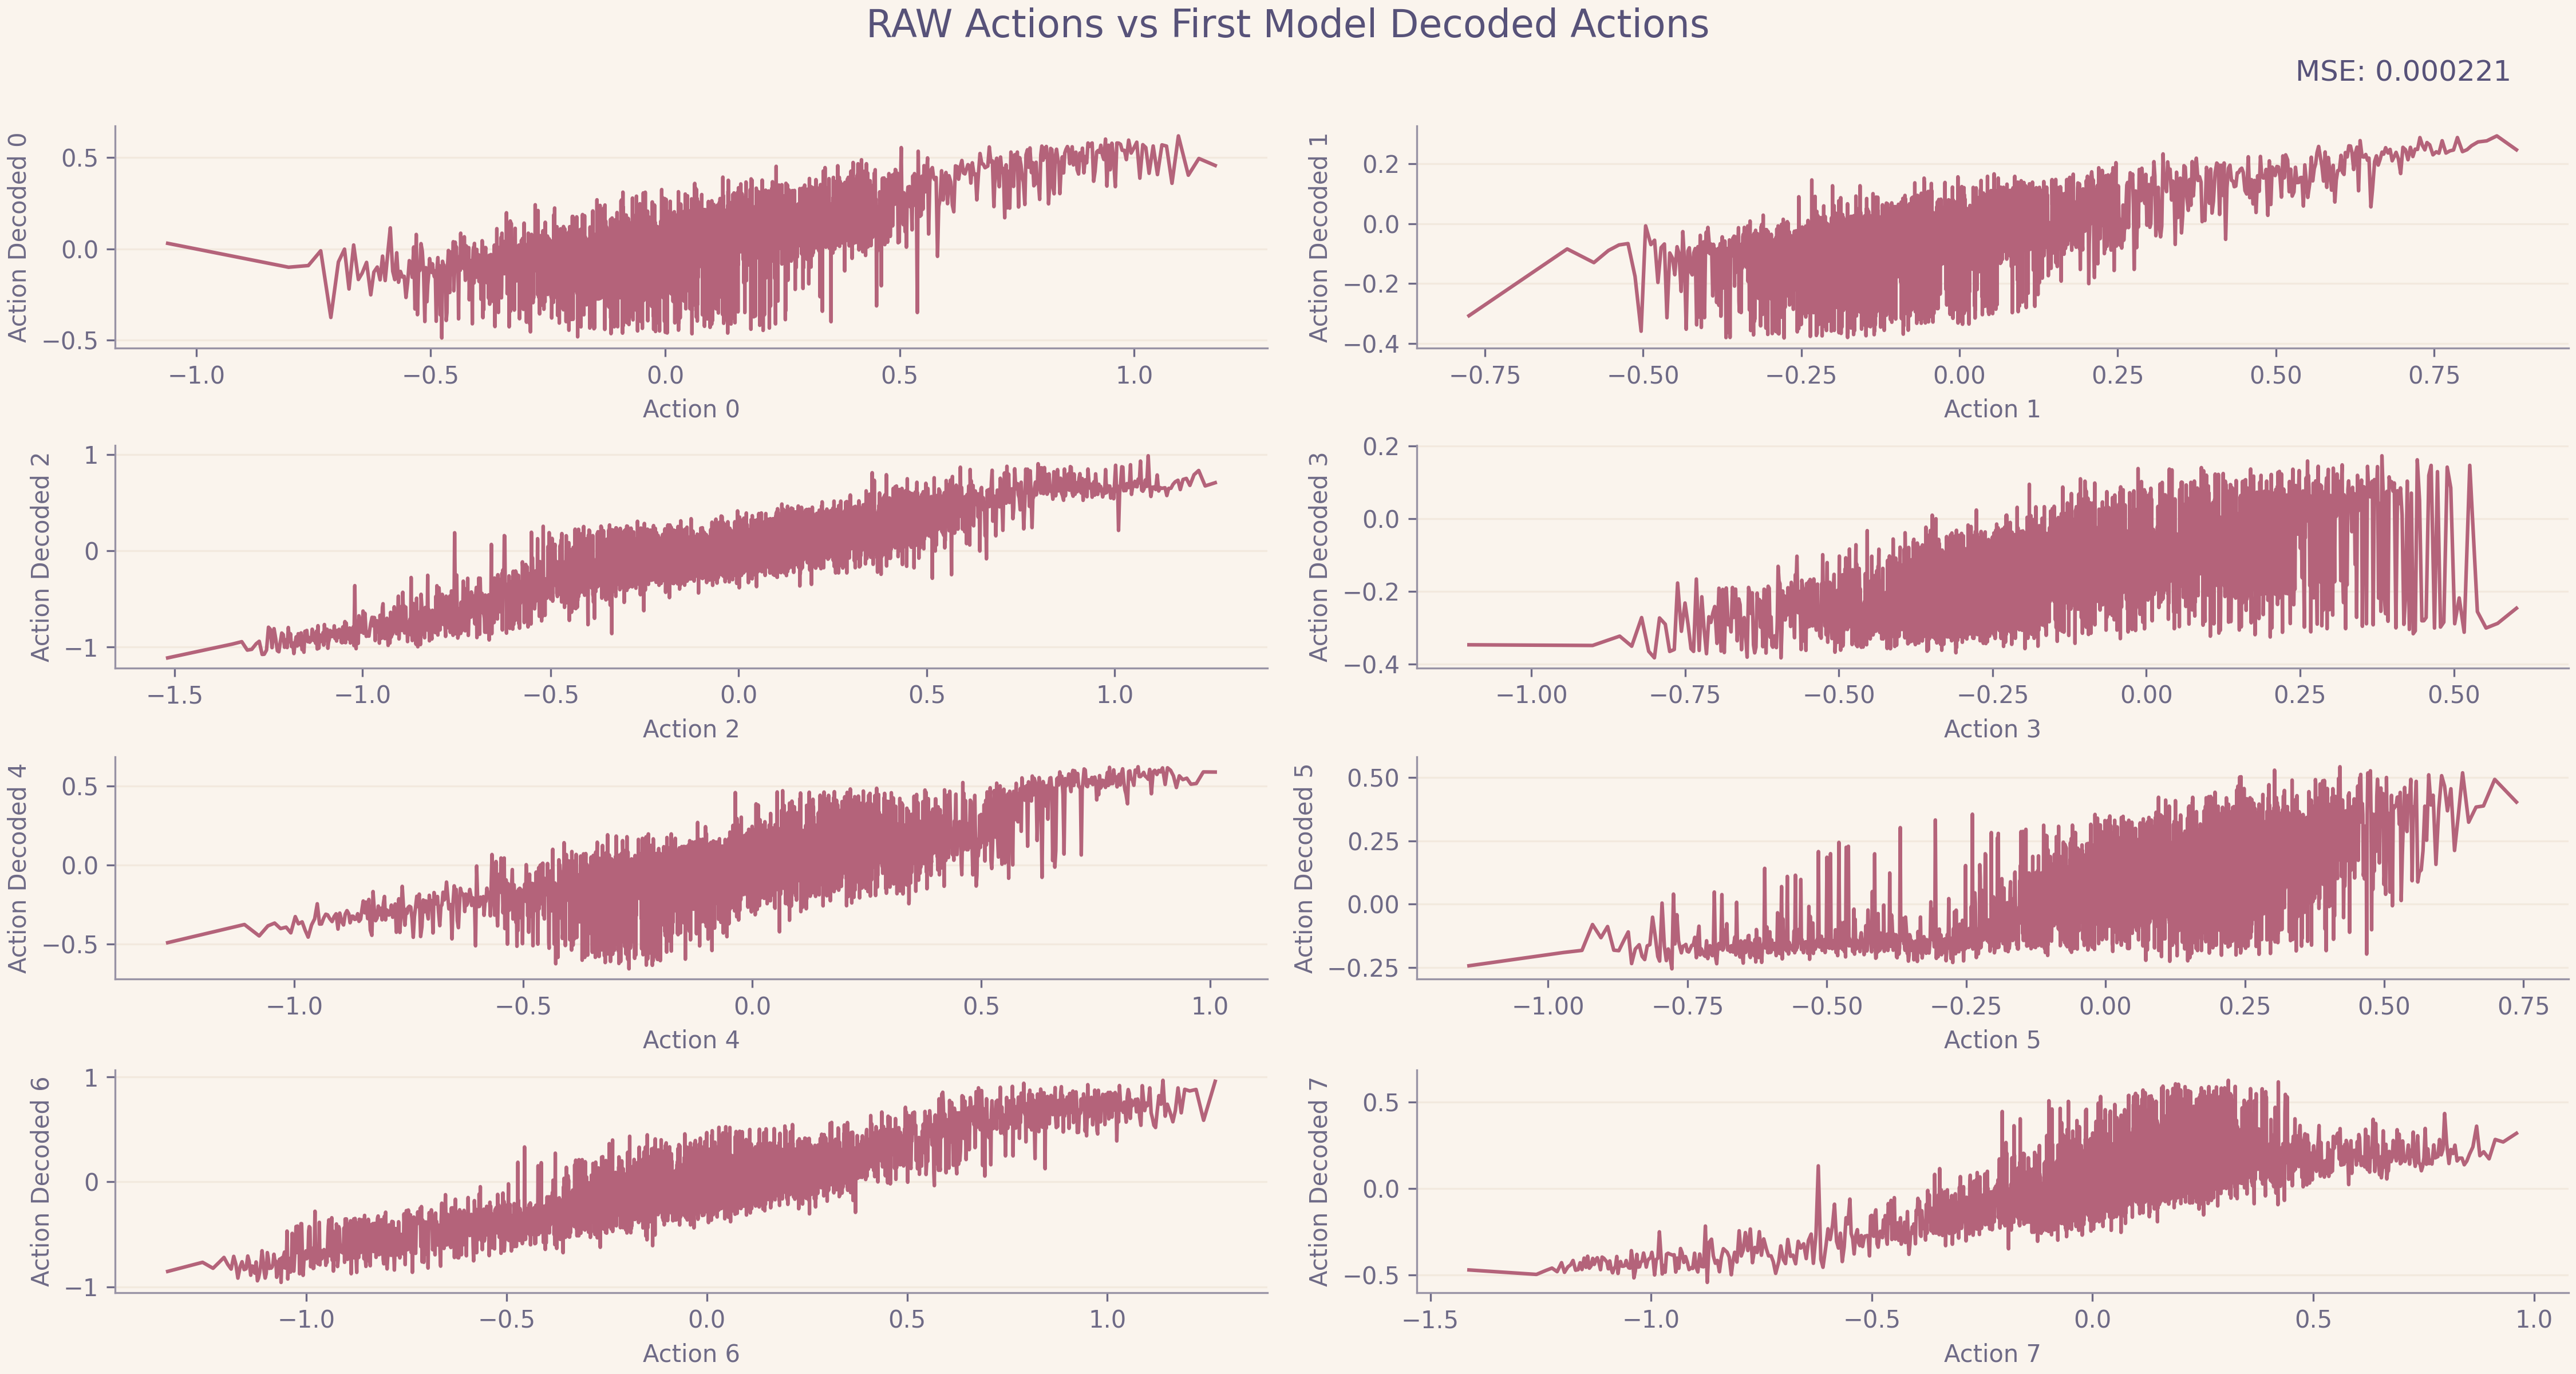 RAW Actions vs First Model Decoded Actions
MSE: 0.000221
Action Decoded 0
0.5
0.0
−0.5
−1.0 −0.5 0.0 0.5 1.0
Action 0
Action Decoded 1
0.2
0.0
−0.2
−0.4
−0.75 −0.50 −0.25 0.00 0.25 0.50 0.75
Action 1
Action Decoded 2
1
0
−1
−1.5 −1.0 −0.5 0.0 0.5 1.0
Action 2
Action Decoded 3
0.2
0.0
−0.2
−0.4
−1.00 −0.75 −0.50 −0.25 0.00 0.25 0.50
Action 3
Action Decoded 4
0.5
0.0
−0.5
−1.0 −0.5 0.0 0.5 1.0
Action 4
Action Decoded 5
0.50
0.25
0.00
−0.25
−1.00 −0.75 −0.50 −0.25 0.00 0.25 0.50 0.75
Action 5
Action Decoded 6
1
0
−1
−1.0 −0.5 0.0 0.5 1.0
Action 6
Action Decoded 7
0.5
0.0
−0.5
−1.5 −1.0 −0.5 0.0 0.5 1.0
Action 7